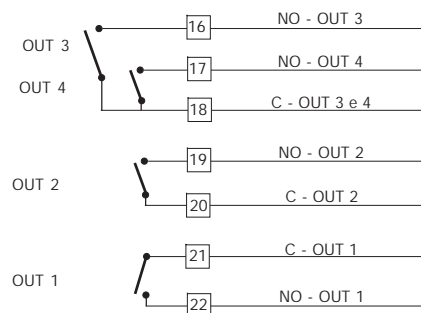 16 NO - OUT 3
OUT 3
17 NO - OUT 4
OUT 4
18 C - OUT 3 e 4
19 NO - OUT 2
OUT 2
20 C - OUT 2
21 C - OUT 1
OUT 1
22 NO - OUT 1